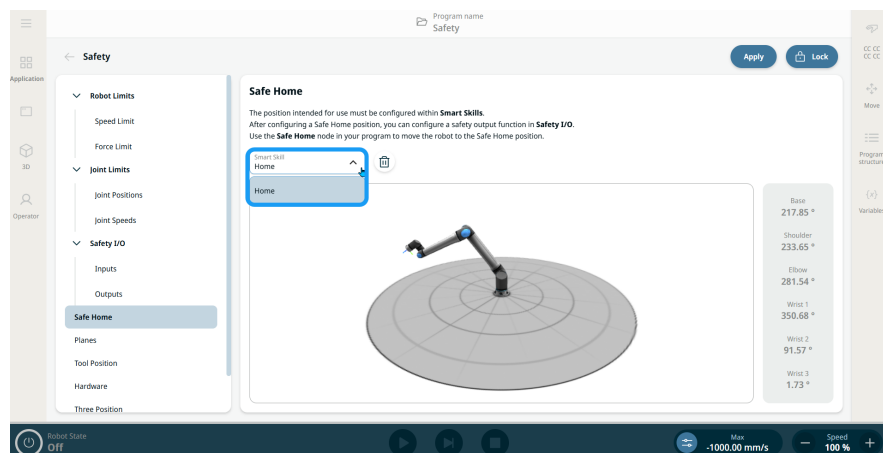 Program name
Safety
Safety
Apply
Lock
Application
3D
Operator
Robot Limits
Speed Limit
Force Limit
Joint Limits
Joint Positions
Joint Speeds
Safety I/O
Inputs
Outputs
Safe Home
Planes
Tool Position
Hardware
Three Position
Safe Home
The position intended for use must be configured within Smart Skills.
After configuring a Safe Home position, you can configure a safety output function in Safety I/O.
Use the Safe Home node in your program to move the robot to the Safe Home position.
Smart Skill
Home
Home
Base
217.85 °
Shoulder
233.65 °
Elbow
281.54 °
Wrist 1
350.68 °
Wrist 2
91.57 °
Wrist 3
1.73 °
CC CC
CC CC
Move
Program
structure
{x}
Variables
Robot State
Off
Max
-1000.00 mm/s
Speed
100 %